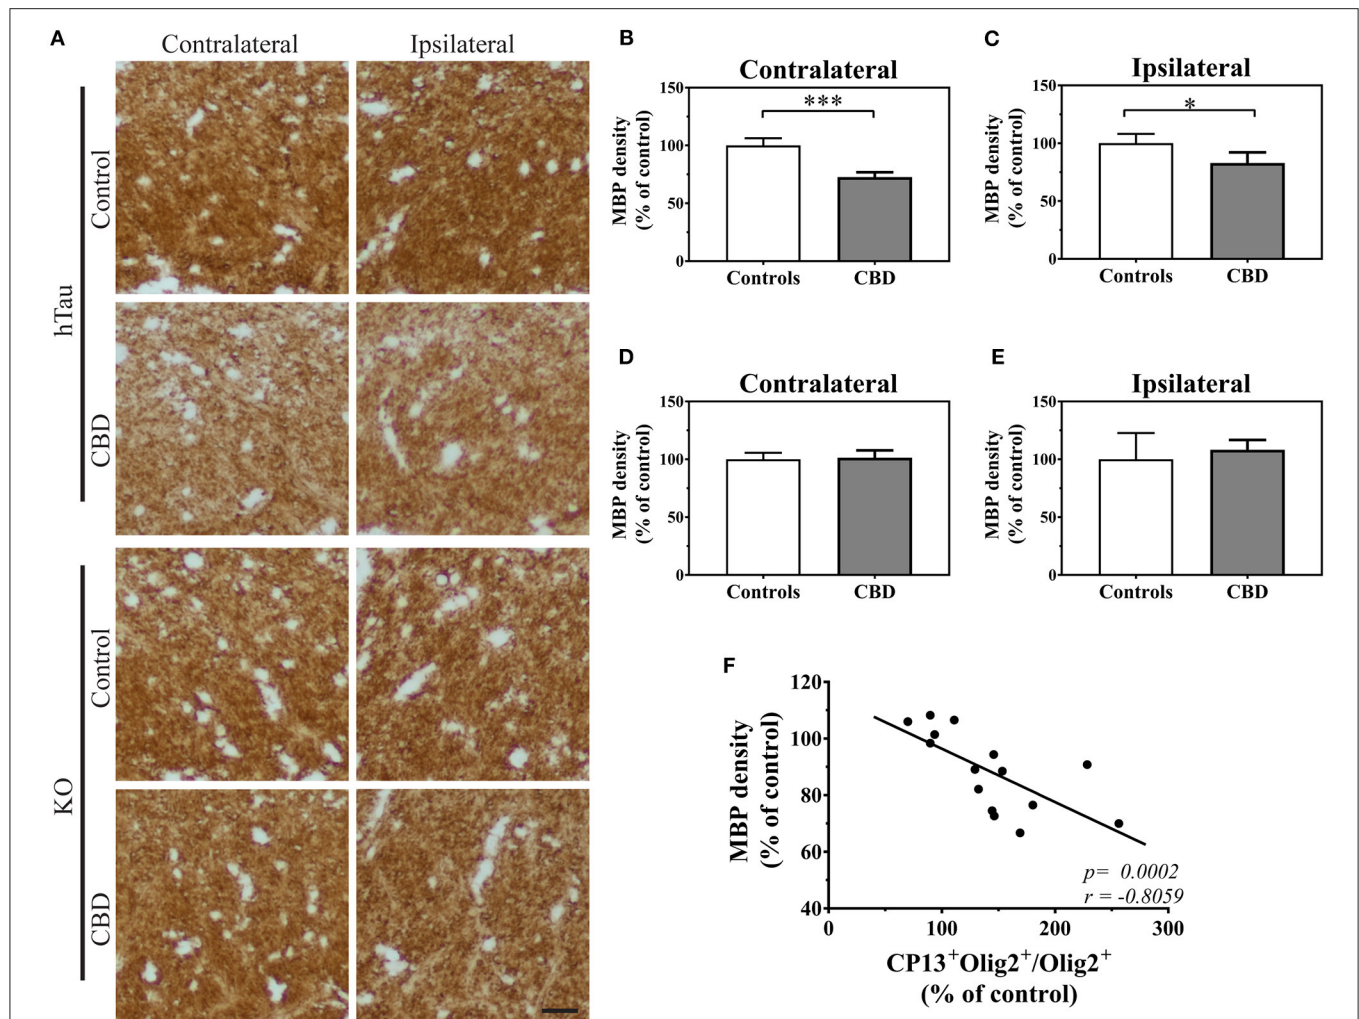 A
Contralateral
Ipsilateral
hTau
Control
CBD
KO
Control
CBD
B
Contralateral
MBP density
(% of control)
150
100
50
0
***
Controls
CBD
C
Ipsilateral
MBP density
(% of control)
150
100
50
0
*
Controls
CBD
D
Contralateral
MBP density
(% of control)
150
100
50
0
Controls
CBD
E
Ipsilateral
MBP density
(% of control)
150
100
50
0
Controls
CBD
F
MBP density
(% of control)
120
100
80
60
40
p= 0.0002
r = -0.8059
0
100
200
300
CP13⁺Olig2⁺/Olig2⁺
(% of control)